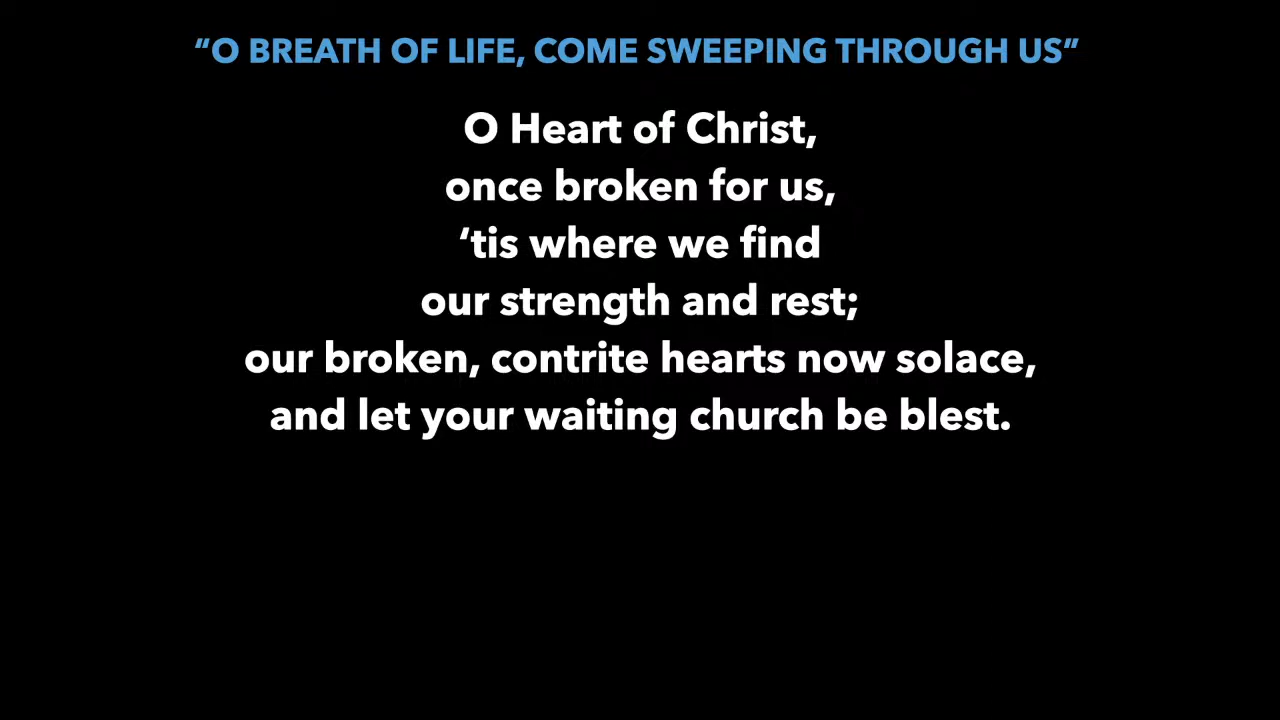 “O BREATH OF LIFE, COME SWEEPING THROUGH US”
O Heart of Christ,
once broken for us,
‘tis where we find
our strength and rest;
our broken, contrite hearts now solace,
and let your waiting church be blest.